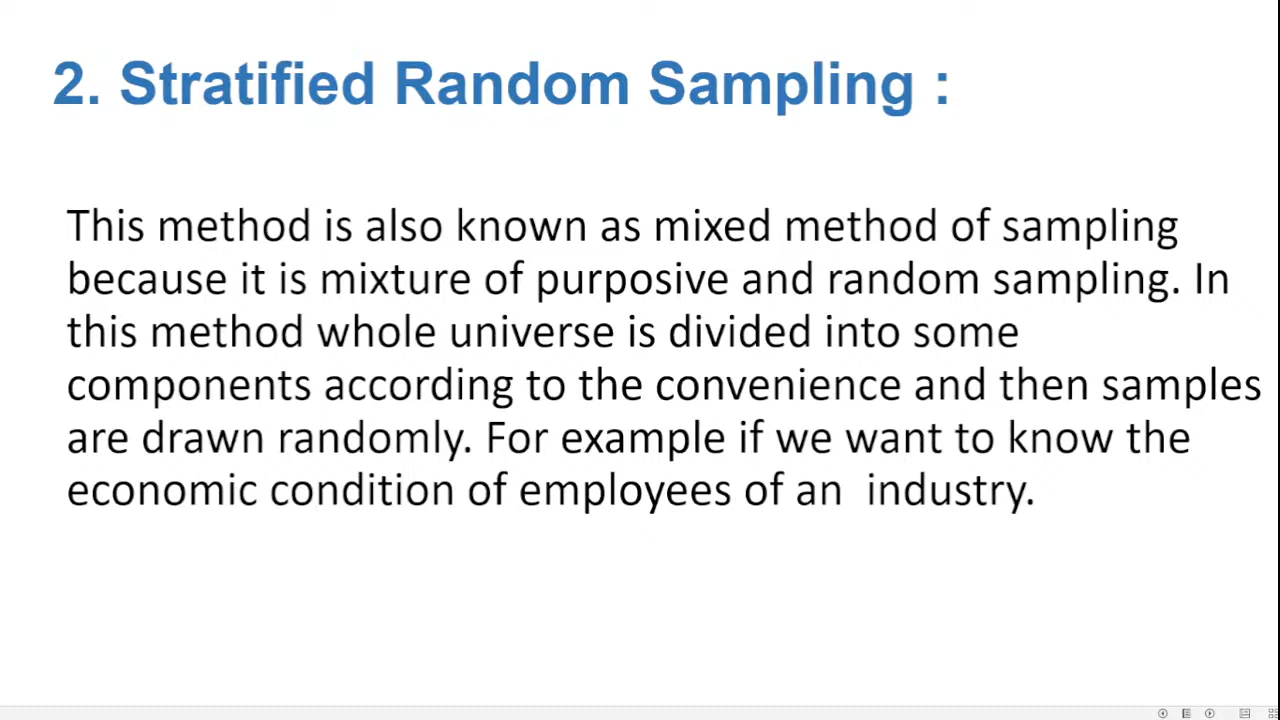 2. Stratified Random Sampling :
This method is also known as mixed method of sampling
because it is mixture of purposive and random sampling. In
this method whole universe is divided into some
components according to the convenience and then samples
are drawn randomly. For example if we want to know the
economic condition of employees of an  industry.